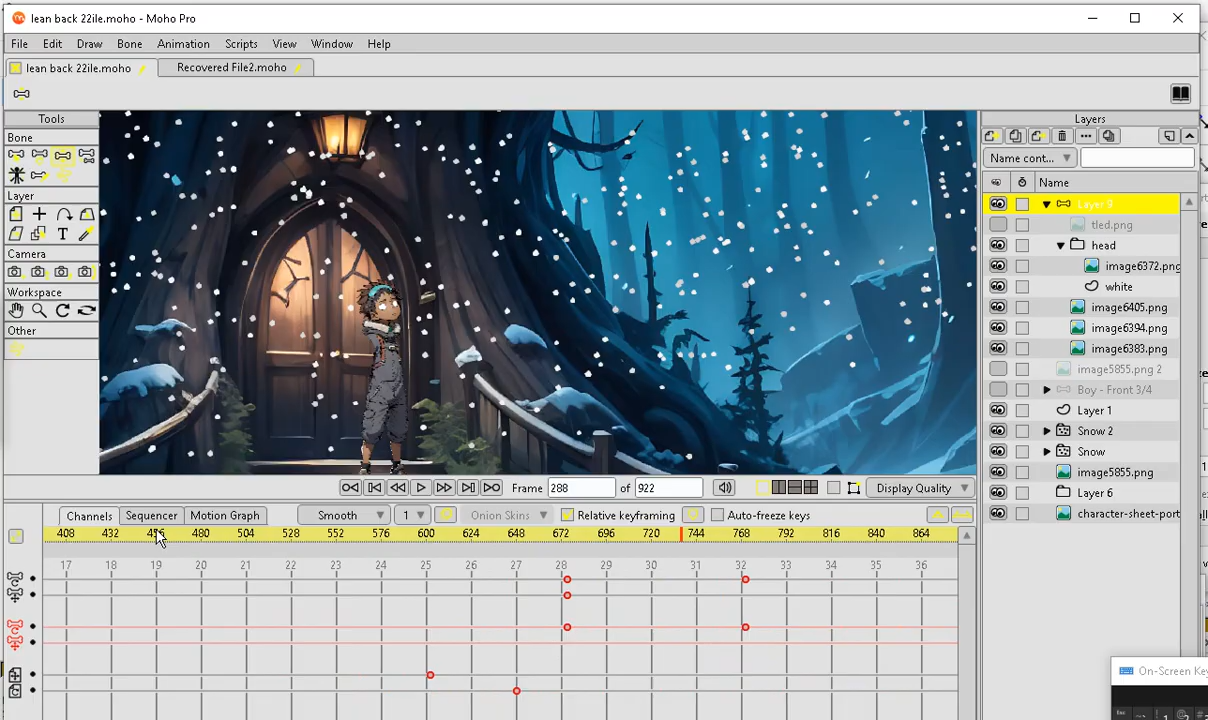 lean back 22ile.moho - Moho Pro
File Edit Draw Bone Animation Scripts View Window Help
lean back 22ile.moho Recovered File2.moho
Tools Layers
Bone
Name cont...
Name
Layer
Layer 9
tled.png
head
Camera
image6372.png
Workspace
white
image6405.png
Other
image6394.png
image6383.png
image5855.png 2
Boy - Front 3/4
Layer 1
Snow 2
Snow
image5855.png
Frame 288 of 922 Display Quality
Layer 6
Channels Sequencer Motion Graph Smooth 1 Onion Skins Relative keyframing Auto-freeze keys
character-sheet-port
408 432 456 480 504 528 552 576 600 624 648 672 696 720 744 768 792 816 840 864
17 18 19 20 21 22 23 24 25 26 27 28 29 30 31 32 33 34 35 36
On-Screen Key